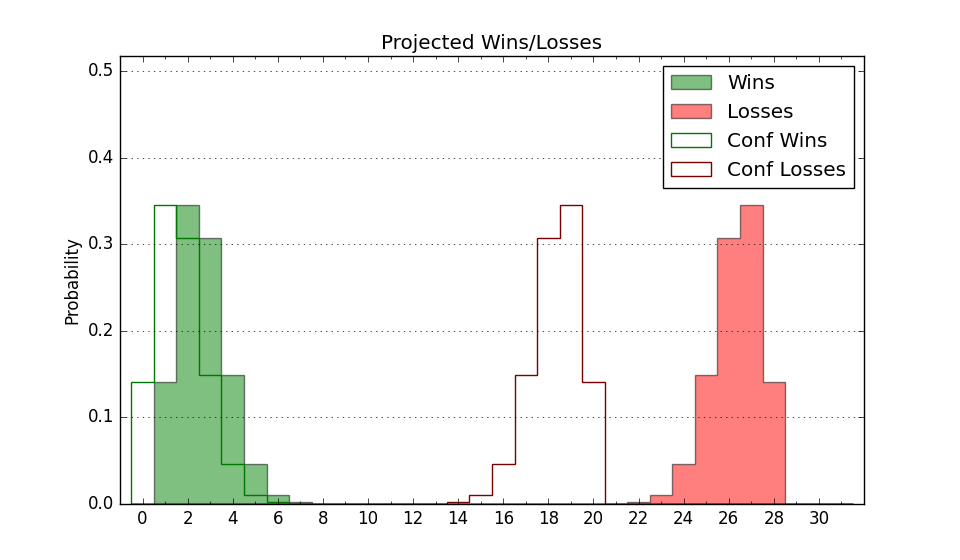 Projected Wins/Losses
0.5
0.4
0.3
0.2
0.1
0.0
Probability
Wins
Losses
Conf Wins
Conf Losses
0 2 4 6 8 10 12 14 16 18 20 22 24 26 28 30